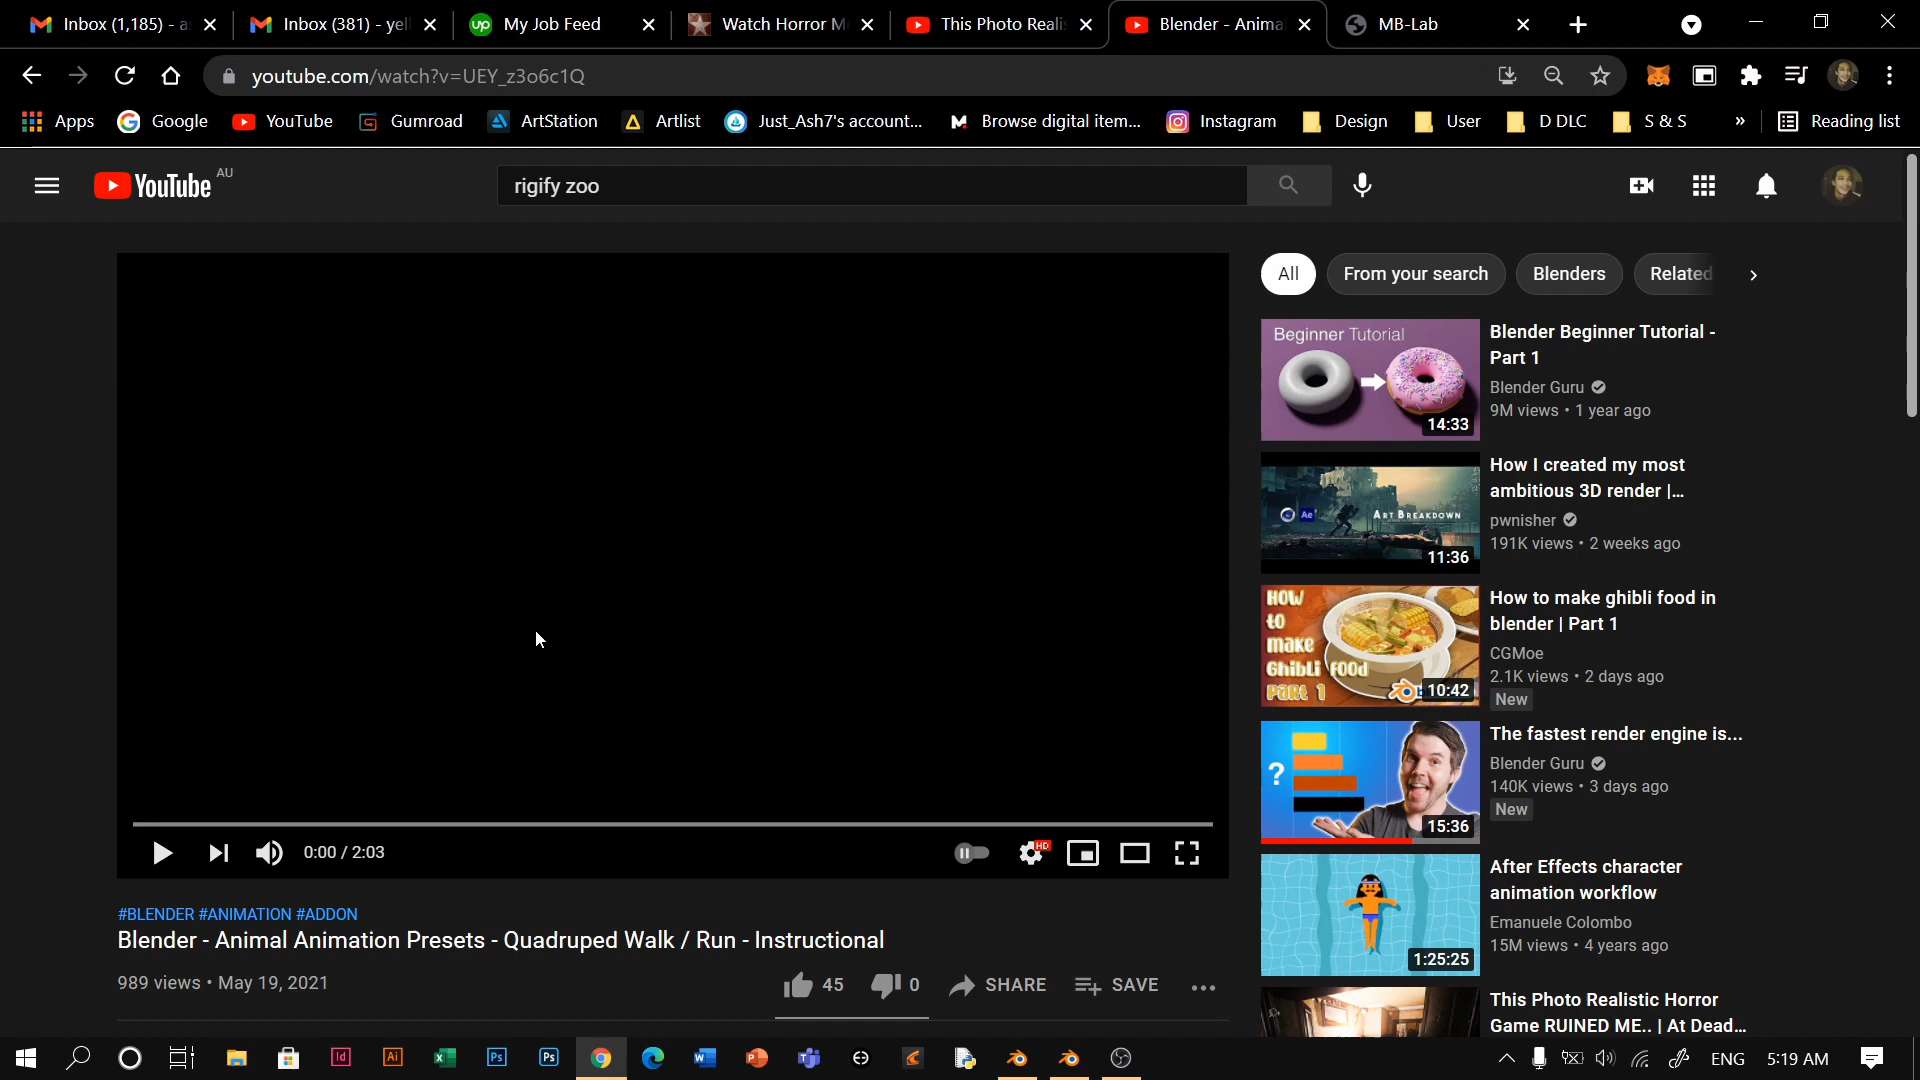 Inbox (1,185) - a
Inbox (381) - yell
My Job Feed
Watch Horror M
This Photo Reali
Blender - Anima
MB-Lab
youtube.com/watch?v=UEY_z3o6c1Q
Apps
Google
YouTube
Gumroad
ArtStation
Artlist
Just_Ash7's account...
Browse digital item...
Instagram
Design
User
D DLC
S & S
»
Reading list
YouTube AU
rigify zoo
All
From your search
Blenders
Related
Beginner Tutorial
14:33
Blender Beginner Tutorial -
Part 1
Blender Guru
9M views • 1 year ago
Ae
ART BREAKDOWN
11:36
How I created my most
ambitious 3D render |...
pwnisher
191K views • 2 weeks ago
HOW
to
make
Ghibli FOOd
PaRt 1
10:42
How to make ghibli food in
blender | Part 1
CGMoe
2.1K views • 2 days ago
New
?
15:36
The fastest render engine is...
Blender Guru
140K views • 3 days ago
New
1:25:25
After Effects character
animation workflow
Emanuele Colombo
15M views • 4 years ago
This Photo Realistic Horror
Game RUINED ME.. | At Dead...
0:00 / 2:03
HD
#BLENDER #ANIMATION #ADDON
Blender - Animal Animation Presets - Quadruped Walk / Run - Instructional
989 views • May 19, 2021
45
0
SHARE
SAVE
Id
Ai
Ps
Ps
ENG
5:19 AM